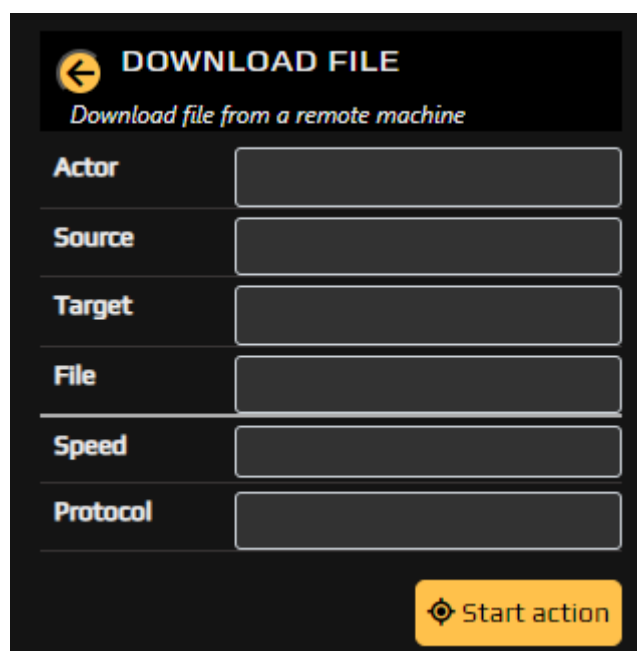 DOWNLOAD FILE
Download file from a remote machine
Actor
Source
Target
File
Speed
Protocol
Start action